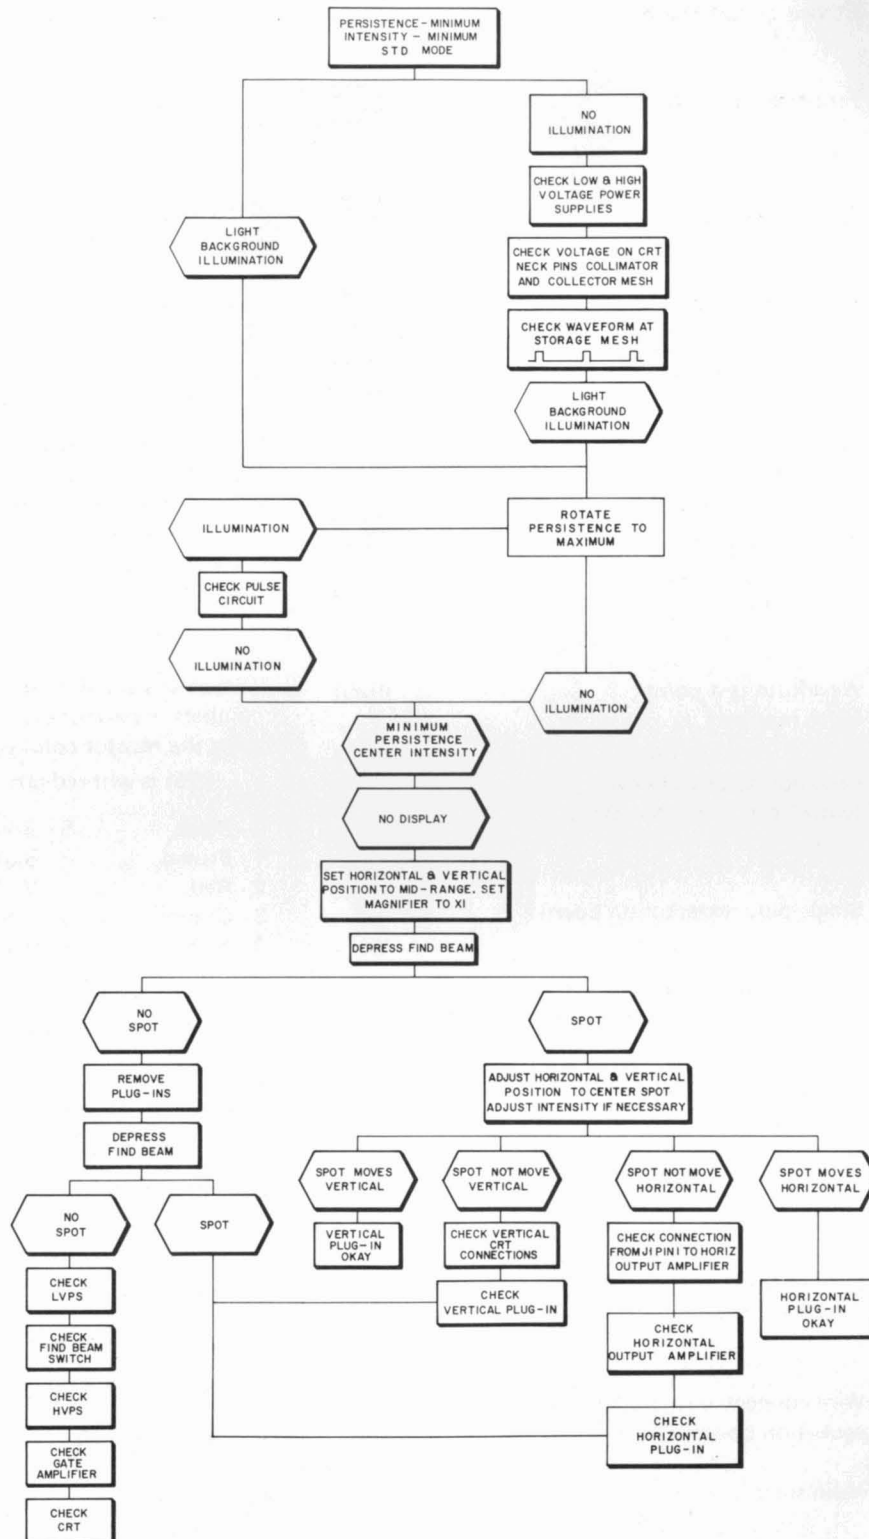 PERSISTENCE-MINIMUM
INTENSITY - MINIMUM
STD MODE
NO
ILLUMINATION
CHECK LOW & HIGH
VOLTAGE POWER
SUPPLIES
LIGHT
BACKGROUND
ILLUMINATION
CHECK VOLTAGE ON CRT
NECK PINS COLLIMATOR
AND COLLECTOR MESH
CHECK WAVEFORM AT
STORAGE MESH
LIGHT
BACKGROUND
ILLUMINATION
ILLUMINATION
ROTATE
PERSISTENCE TO
MAXIMUM
CHECK PULSE
CIRCUIT
NO
ILLUMINATION
NO
ILLUMINATION
MINIMUM
PERSISTENCE
CENTER INTENSITY
NO DISPLAY
SET HORIZONTAL & VERTICAL
POSITION TO MID-RANGE. SET
MAGNIFIER TO X1
DEPRESS FIND BEAM
NO
SPOT
SPOT
REMOVE
PLUG-INS
ADJUST HORIZONTAL & VERTICAL
POSITION TO CENTER SPOT
ADJUST INTENSITY IF NECESSARY
DEPRESS
FIND BEAM
SPOT MOVES
VERTICAL
SPOT NOT MOVE
VERTICAL
SPOT NOT MOVE
HORIZONTAL
SPOT MOVES
HORIZONTAL
NO
SPOT
SPOT
VERTICAL
PLUG-IN
OKAY
CHECK VERTICAL
CRT
CONNECTIONS
CHECK CONNECTION
FROM J1 PIN 1 TO HORIZ
OUTPUT AMPLIFIER
CHECK
LVPS
CHECK
VERTICAL PLUG-IN
HORIZONTAL
PLUG-IN
OKAY
CHECK
FIND BEAM
SWITCH
CHECK
HORIZONTAL
OUTPUT AMPLIFIER
CHECK
HVPS
CHECK
HORIZONTAL
PLUG-IN
CHECK
GATE
AMPLIFIER
CHECK
CRT